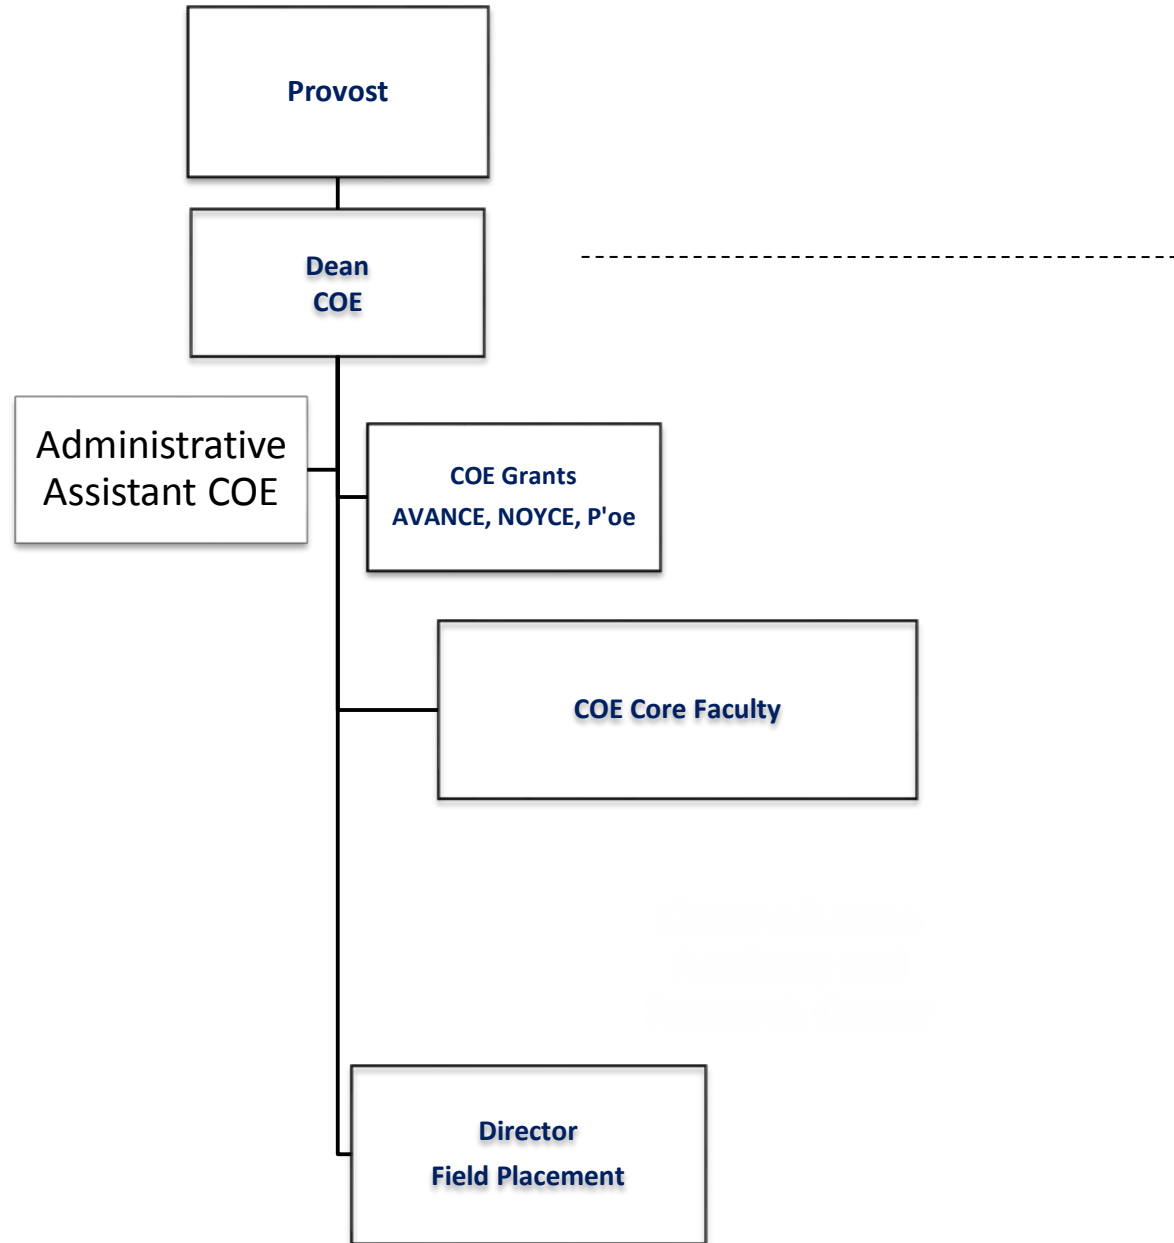 Provost
Dean
COE
Administrative
Assistant COE
COE Grants
AVANCE, NOYCE, P'oe
COE Core Faculty
Director
Field Placement